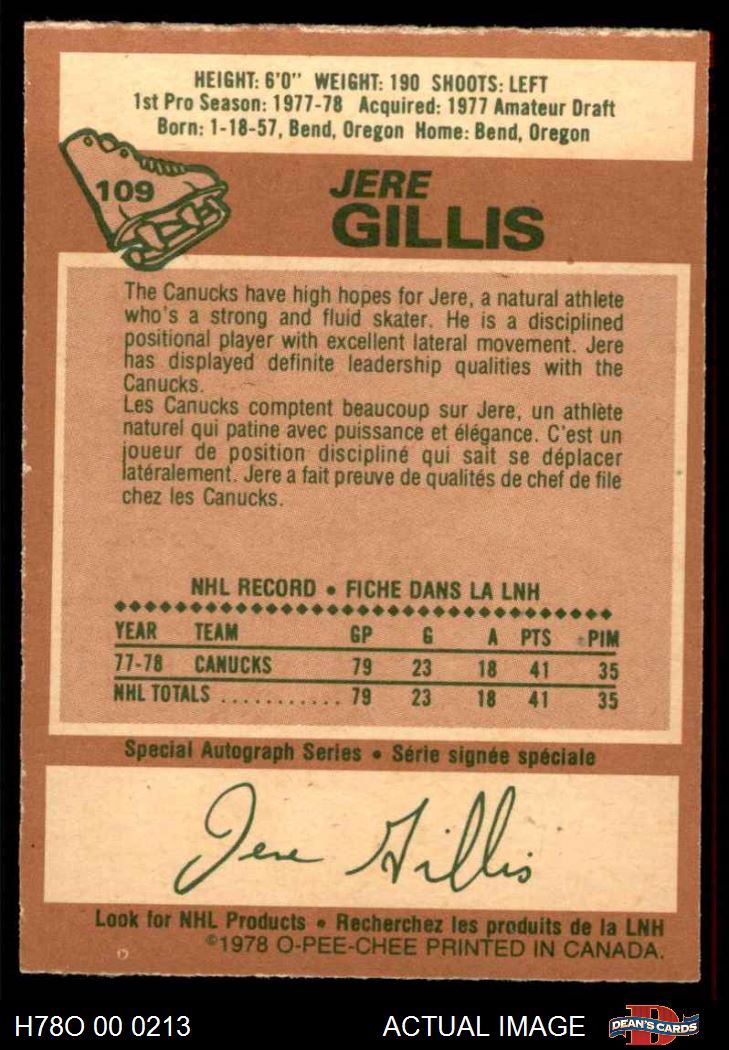 HEIGHT: 6'0" WEIGHT: 190 SHOOTS: LEFT
1st Pro Season: 1977-78 Acquired: 1977 Amateur Draft
Born: 1-18-57, Bend, Oregon Home: Bend, Oregon
109
JERE
GILLIS
The Canucks have high hopes for Jere, a natural athlete
who's a strong and fluid skater. He is a disciplined
positional player with excellent lateral movement. Jere
has displayed definite leadership qualities with the
Canucks.
Les Canucks comptent beaucoup sur Jere, un athlète
naturel qui patine avec puissance et élégance. C'est un
joueur de position discipliné qui sait se déplacer
latéralement. Jere a fait preuve de qualités de chef de file
chez les Canucks.
NHL RECORD • FICHE DANS LA LNH
YEAR TEAM GP G A PTS PIM
77-78 CANUCKS 79 23 18 41 35
NHL TOTALS ........... 79 23 18 41 35
Special Autograph Series • Série signée spéciale
Jere Gillis
Look for NHL Products • Recherchez les produits de la LNH
©1978 O-PEE-CHEE PRINTED IN CANADA.
H78O 00 0213 ACTUAL IMAGE D DEAN'S CARDS